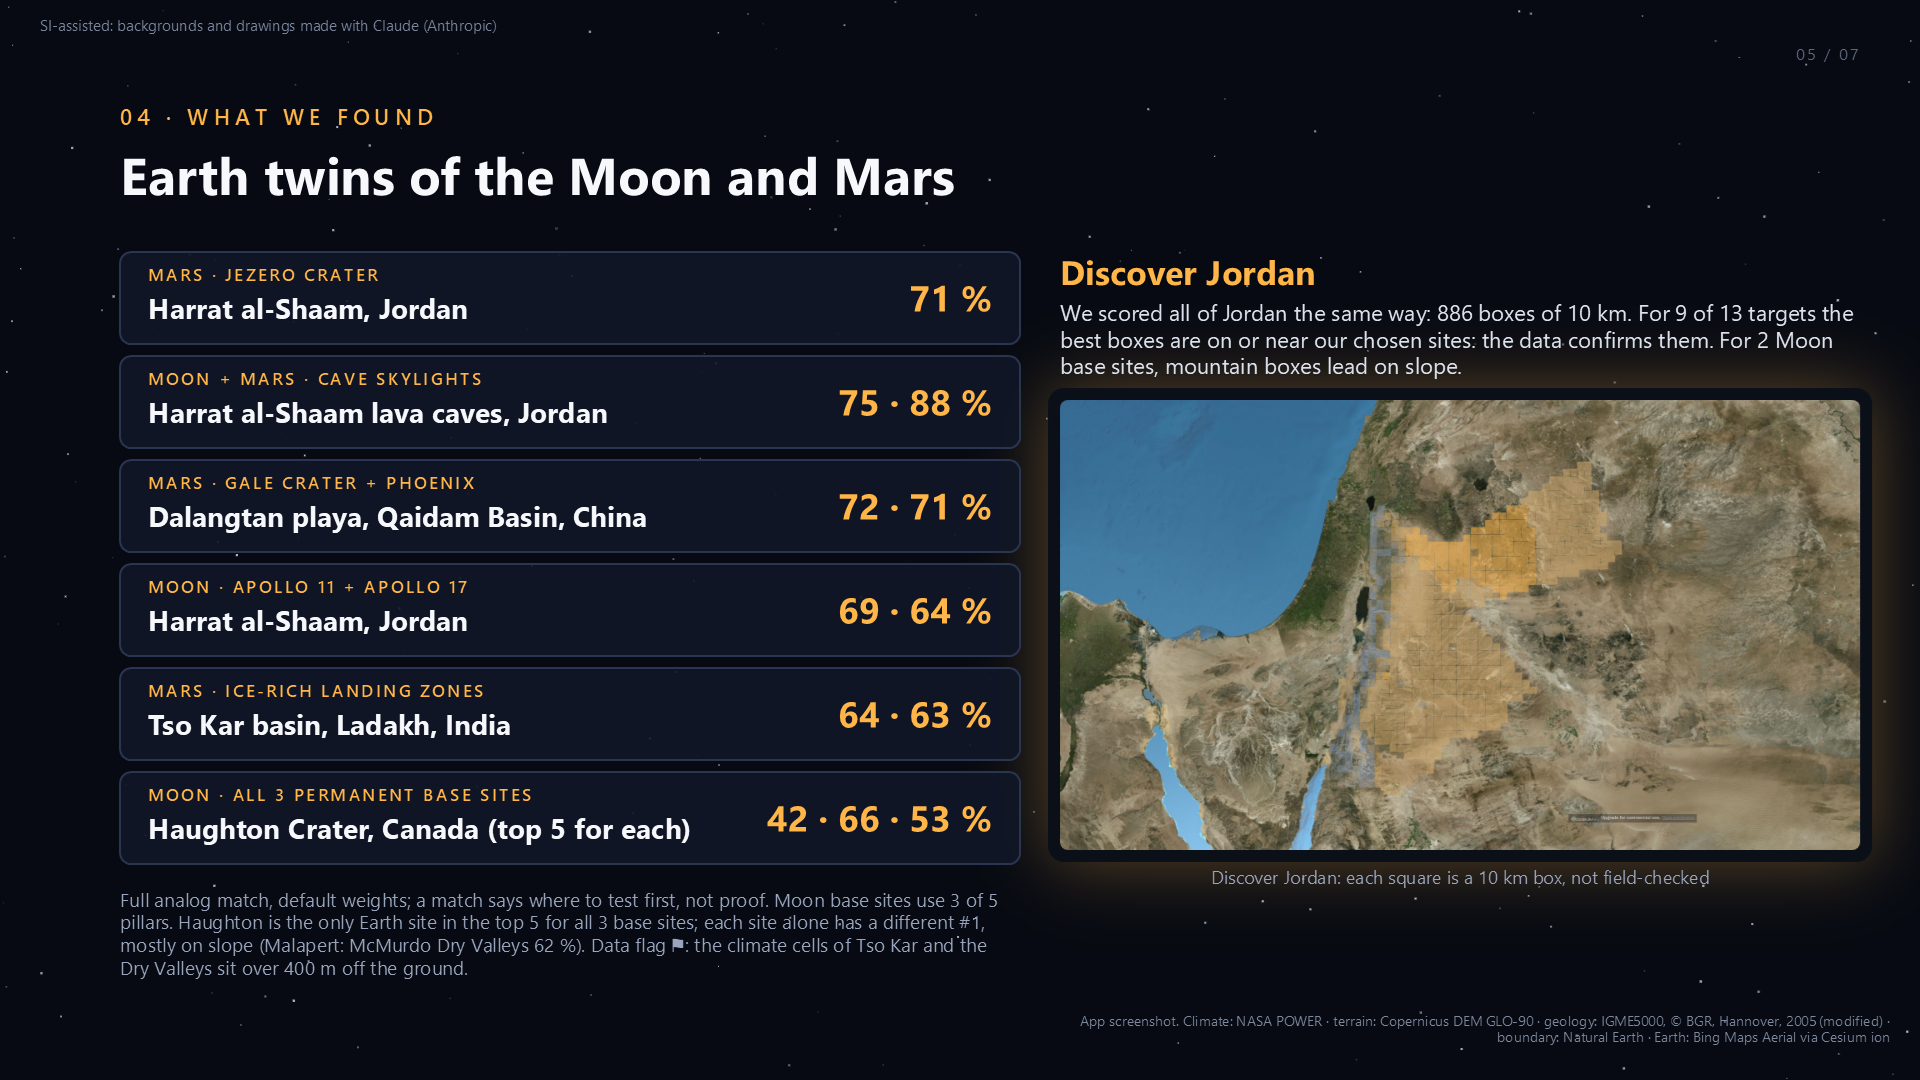 SI-assisted: backgrounds and drawings made with Claude (Anthropic)
05 / 07
04 · WHAT WE FOUND
Earth twins of the Moon and Mars
MARS · JEZERO CRATER
Harrat al-Shaam, Jordan
71 %
MOON + MARS · CAVE SKYLIGHTS
Harrat al-Shaam lava caves, Jordan
75 · 88 %
MARS · GALE CRATER + PHOENIX
Dalangtan playa, Qaidam Basin, China
72 · 71 %
MOON · APOLLO 11 + APOLLO 17
Harrat al-Shaam, Jordan
69 · 64 %
MARS · ICE-RICH LANDING ZONES
Tso Kar basin, Ladakh, India
64 · 63 %
MOON · ALL 3 PERMANENT BASE SITES
Haughton Crater, Canada (top 5 for each)
42 · 66 · 53 %
Full analog match, default weights; a match says where to test first, not proof. Moon base sites use 3 of 5
pillars. Haughton is the only Earth site in the top 5 for all 3 base sites; each site alone has a different #1,
mostly on slope (Malapert: McMurdo Dry Valleys 62 %). Data flag ⚑: the climate cells of Tso Kar and the
Dry Valleys sit over 400 m off the ground.
Discover Jordan
We scored all of Jordan the same way: 886 boxes of 10 km. For 9 of 13 targets the
best boxes are on or near our chosen sites: the data confirms them. For 2 Moon
base sites, mountain boxes lead on slope.
Discover Jordan: each square is a 10 km box, not field-checked
App screenshot. Climate: NASA POWER · terrain: Copernicus DEM GLO-90 · geology: IGME5000, © BGR, Hannover, 2005 (modified) ·
boundary: Natural Earth · Earth: Bing Maps Aerial via Cesium ion